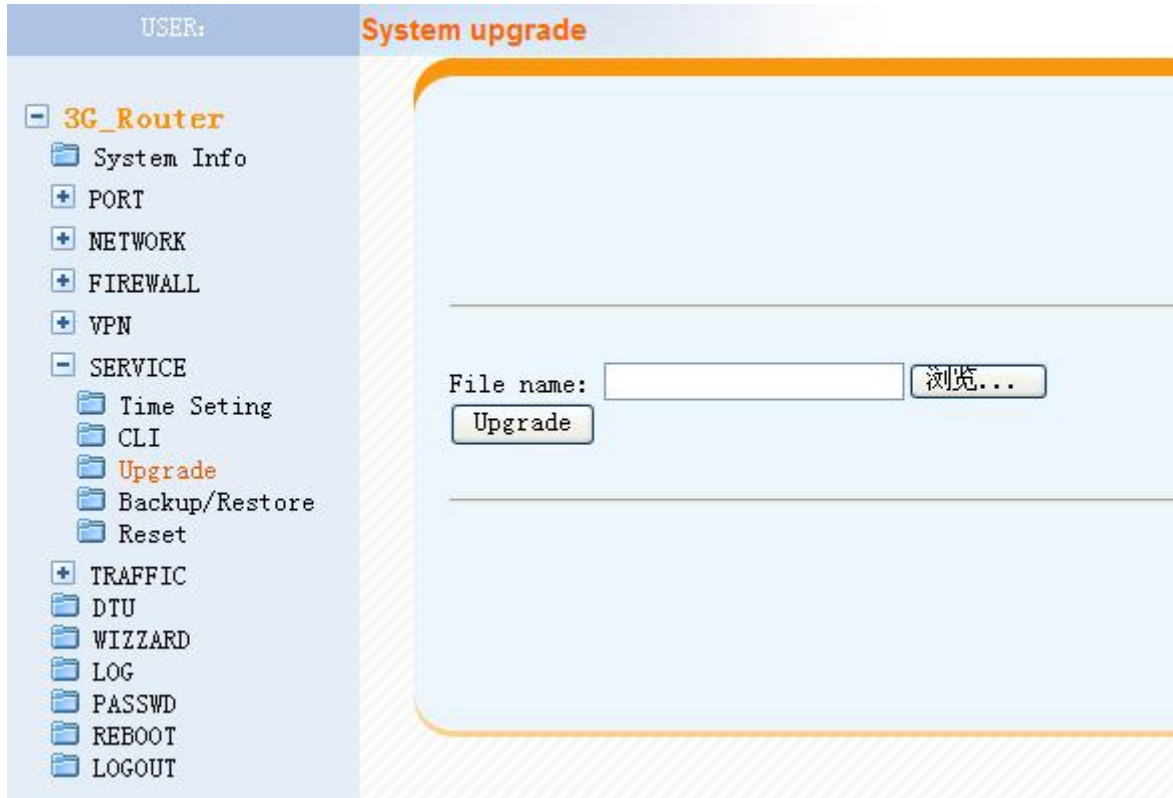 USER:
System upgrade
3G_Router
System Info
PORT
NETWORK
FIREWALL
VPN
SERVICE
Time Seting
CLI
Upgrade
Backup/Restore
Reset
TRAFFIC
DTU
WIZZARD
LOG
PASSWD
REBOOT
LOGOUT
File name: 浏览...
Upgrade